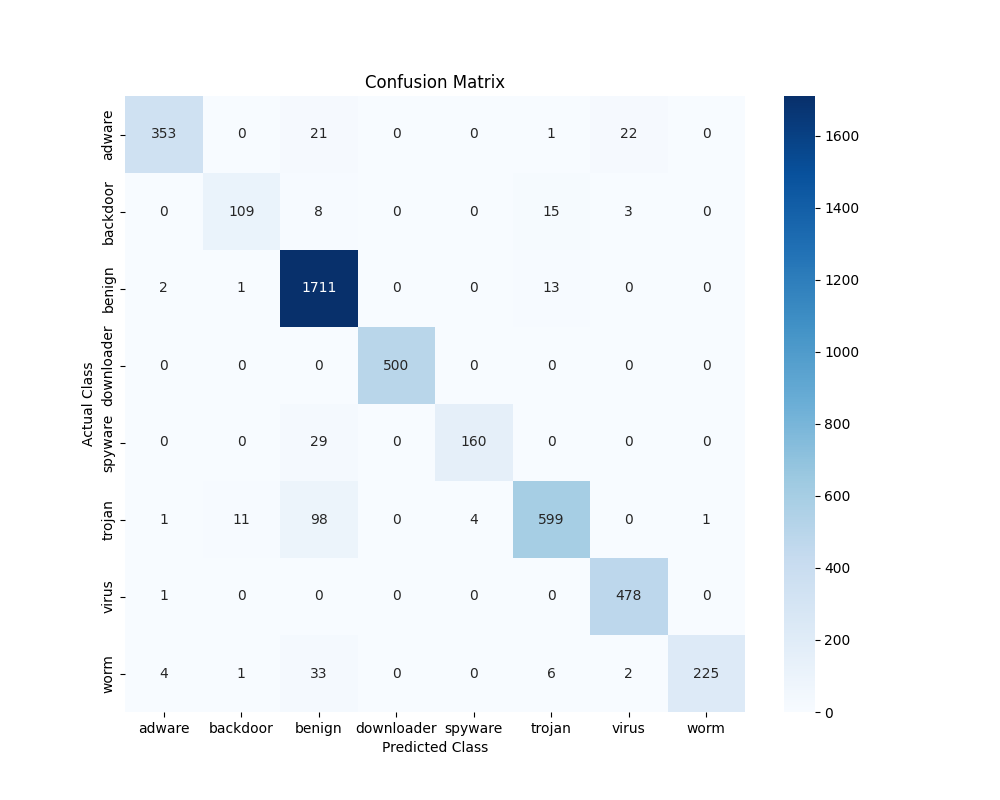 Confusion Matrix
adware 353 0 21 0 0 1 22 0
backdoor 0 109 8 0 0 15 3 0
benign 2 1 1711 0 0 13 0 0
downloader 0 0 0 500 0 0 0 0
spyware 0 0 29 0 160 0 0 0
trojan 1 11 98 0 4 599 0 1
virus 1 0 0 0 0 0 478 0
worm 4 1 33 0 0 6 2 225
adware backdoor benign downloader spyware trojan virus worm
Predicted Class
Actual Class
1600
1400
1200
1000
800
600
400
200
0